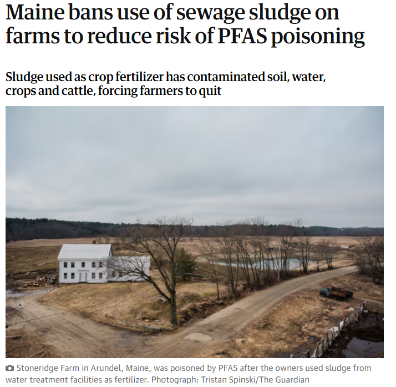 Maine bans use of sewage sludge on
farms to reduce risk of PFAS poisoning
Sludge used as crop fertilizer has contaminated soil, water,
crops and cattle, forcing farmers to quit
Stoneridge Farm in Arundel, Maine, was poisoned by PFAS after the owners used sludge from
water treatment facilities as fertilizer. Photograph: Tristan Spinski/The Guardian